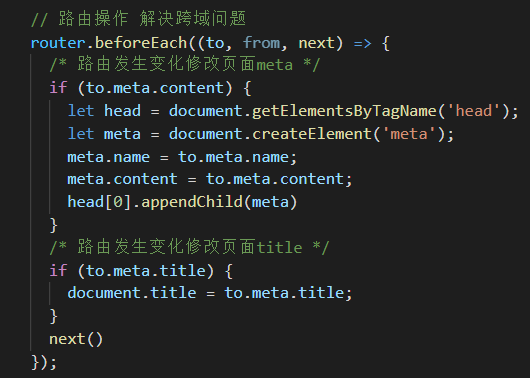 // 路由操作 解决跨域问题
router.beforeEach((to, from, next) => {
  /* 路由发生变化修改页面meta */
  if (to.meta.content) {
    let head = document.getElementsByTagName('head');
    let meta = document.createElement('meta');
    meta.name = to.meta.name;
    meta.content = to.meta.content;
    head[0].appendChild(meta)
  }
  /* 路由发生变化修改页面title */
  if (to.meta.title) {
    document.title = to.meta.title;
  }
  next()
});